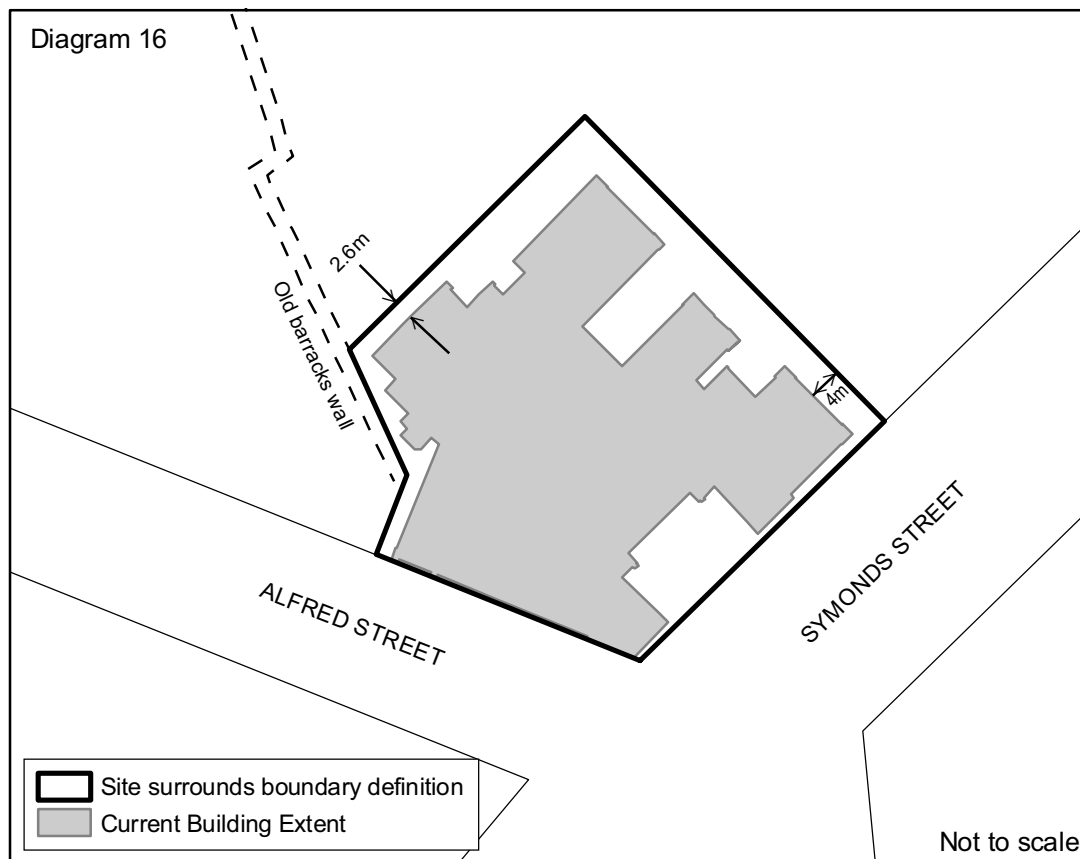 Diagram 16
2.6m
Old barracks wall
4m
ALFRED STREET
SYMONDS STREET
Site surrounds boundary definition
Current Building Extent
Not to scale